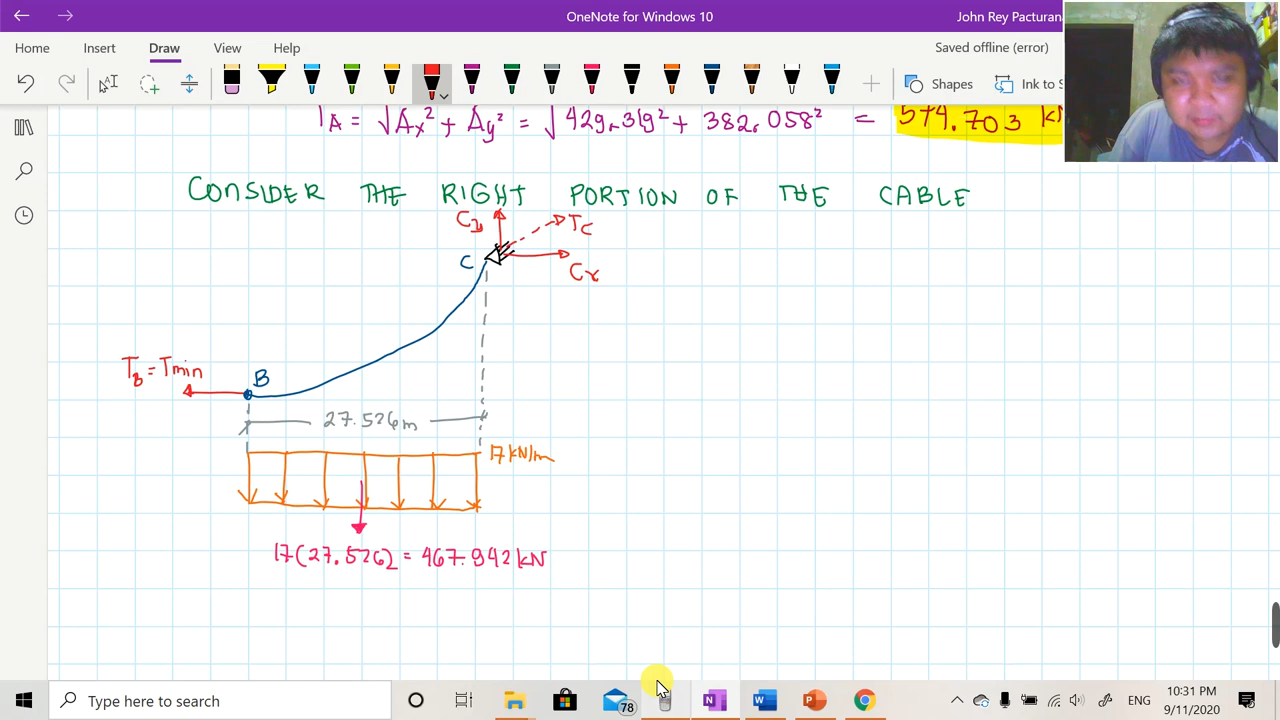 OneNote for Windows 10
John Rey Pacturan
Home Insert Draw View Help
Saved offline (error)
Shapes
Ink to S
TA = √Ax² + Ay² = √429.319² + 382.058² = 574.703 kN
CONSIDER THE RIGHT PORTION OF THE CABLE
Cy
Tc
C
Cx
TB = Tmin
B
27.526m
17 kN/m
17(27.526) = 467.942 kN
Type here to search
78
ENG
10:31 PM
9/11/2020